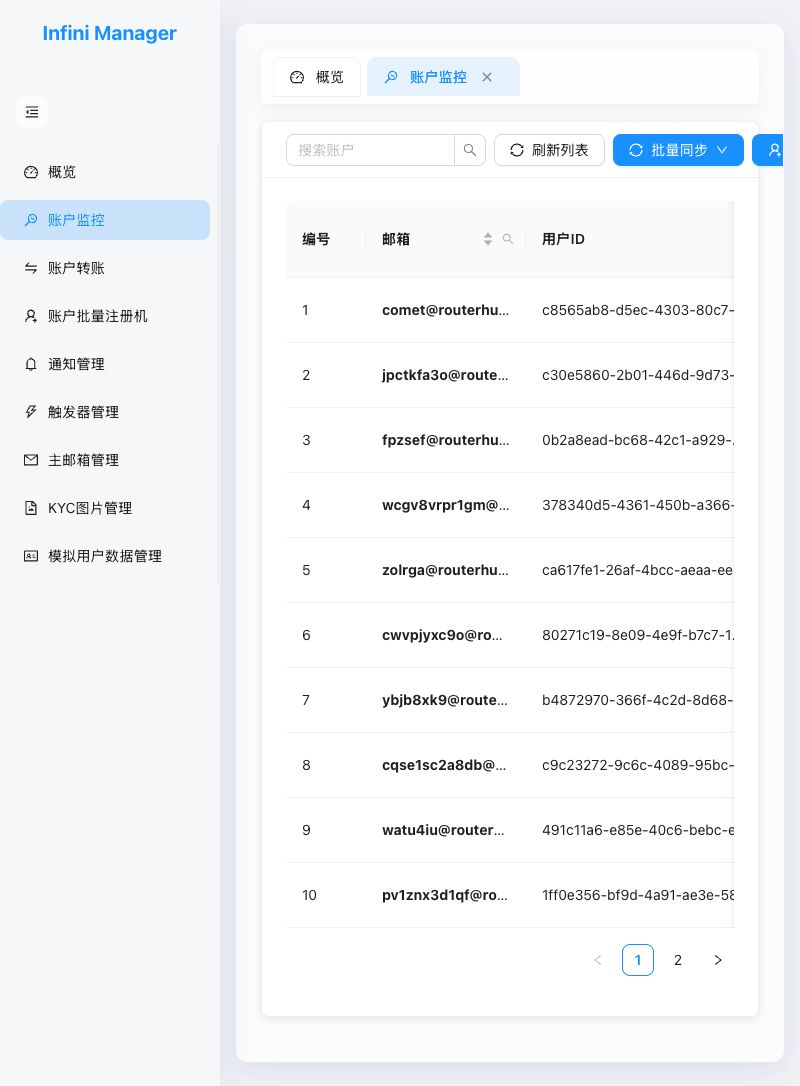 Infini Manager
概览
账户监控
账户转账
账户批量注册机
通知管理
触发器管理
主邮箱管理
KYC图片管理
模拟用户数据管理
概览 账户监控
搜索账户 刷新列表 批量同步
编号 邮箱 用户ID
1 comet@routerhu... c8565ab8-d5ec-4303-80c7-
2 jpctkfa3o@route... c30e5860-2b01-446d-9d73-
3 fpzsef@routerhu... 0b2a8ead-bc68-42c1-a929-.
4 wcgv8vrpr1gm@... 378340d5-4361-450b-a366-
5 zolrga@routerhu... ca617fe1-26af-4bcc-aeaa-ee
6 cwvpjyxc9o@ro... 80271c19-8e09-4e9f-b7c7-1.
7 ybjb8xk9@route... b4872970-366f-4c2d-8d68-
8 cqse1sc2a8db@... c9c23272-9c6c-4089-95bc-
9 watu4iu@router... 491c11a6-e85e-40c6-bebc-e
10 pv1znx3d1qf@ro... 1ff0e356-bf9d-4a91-ae3e-58
1 2